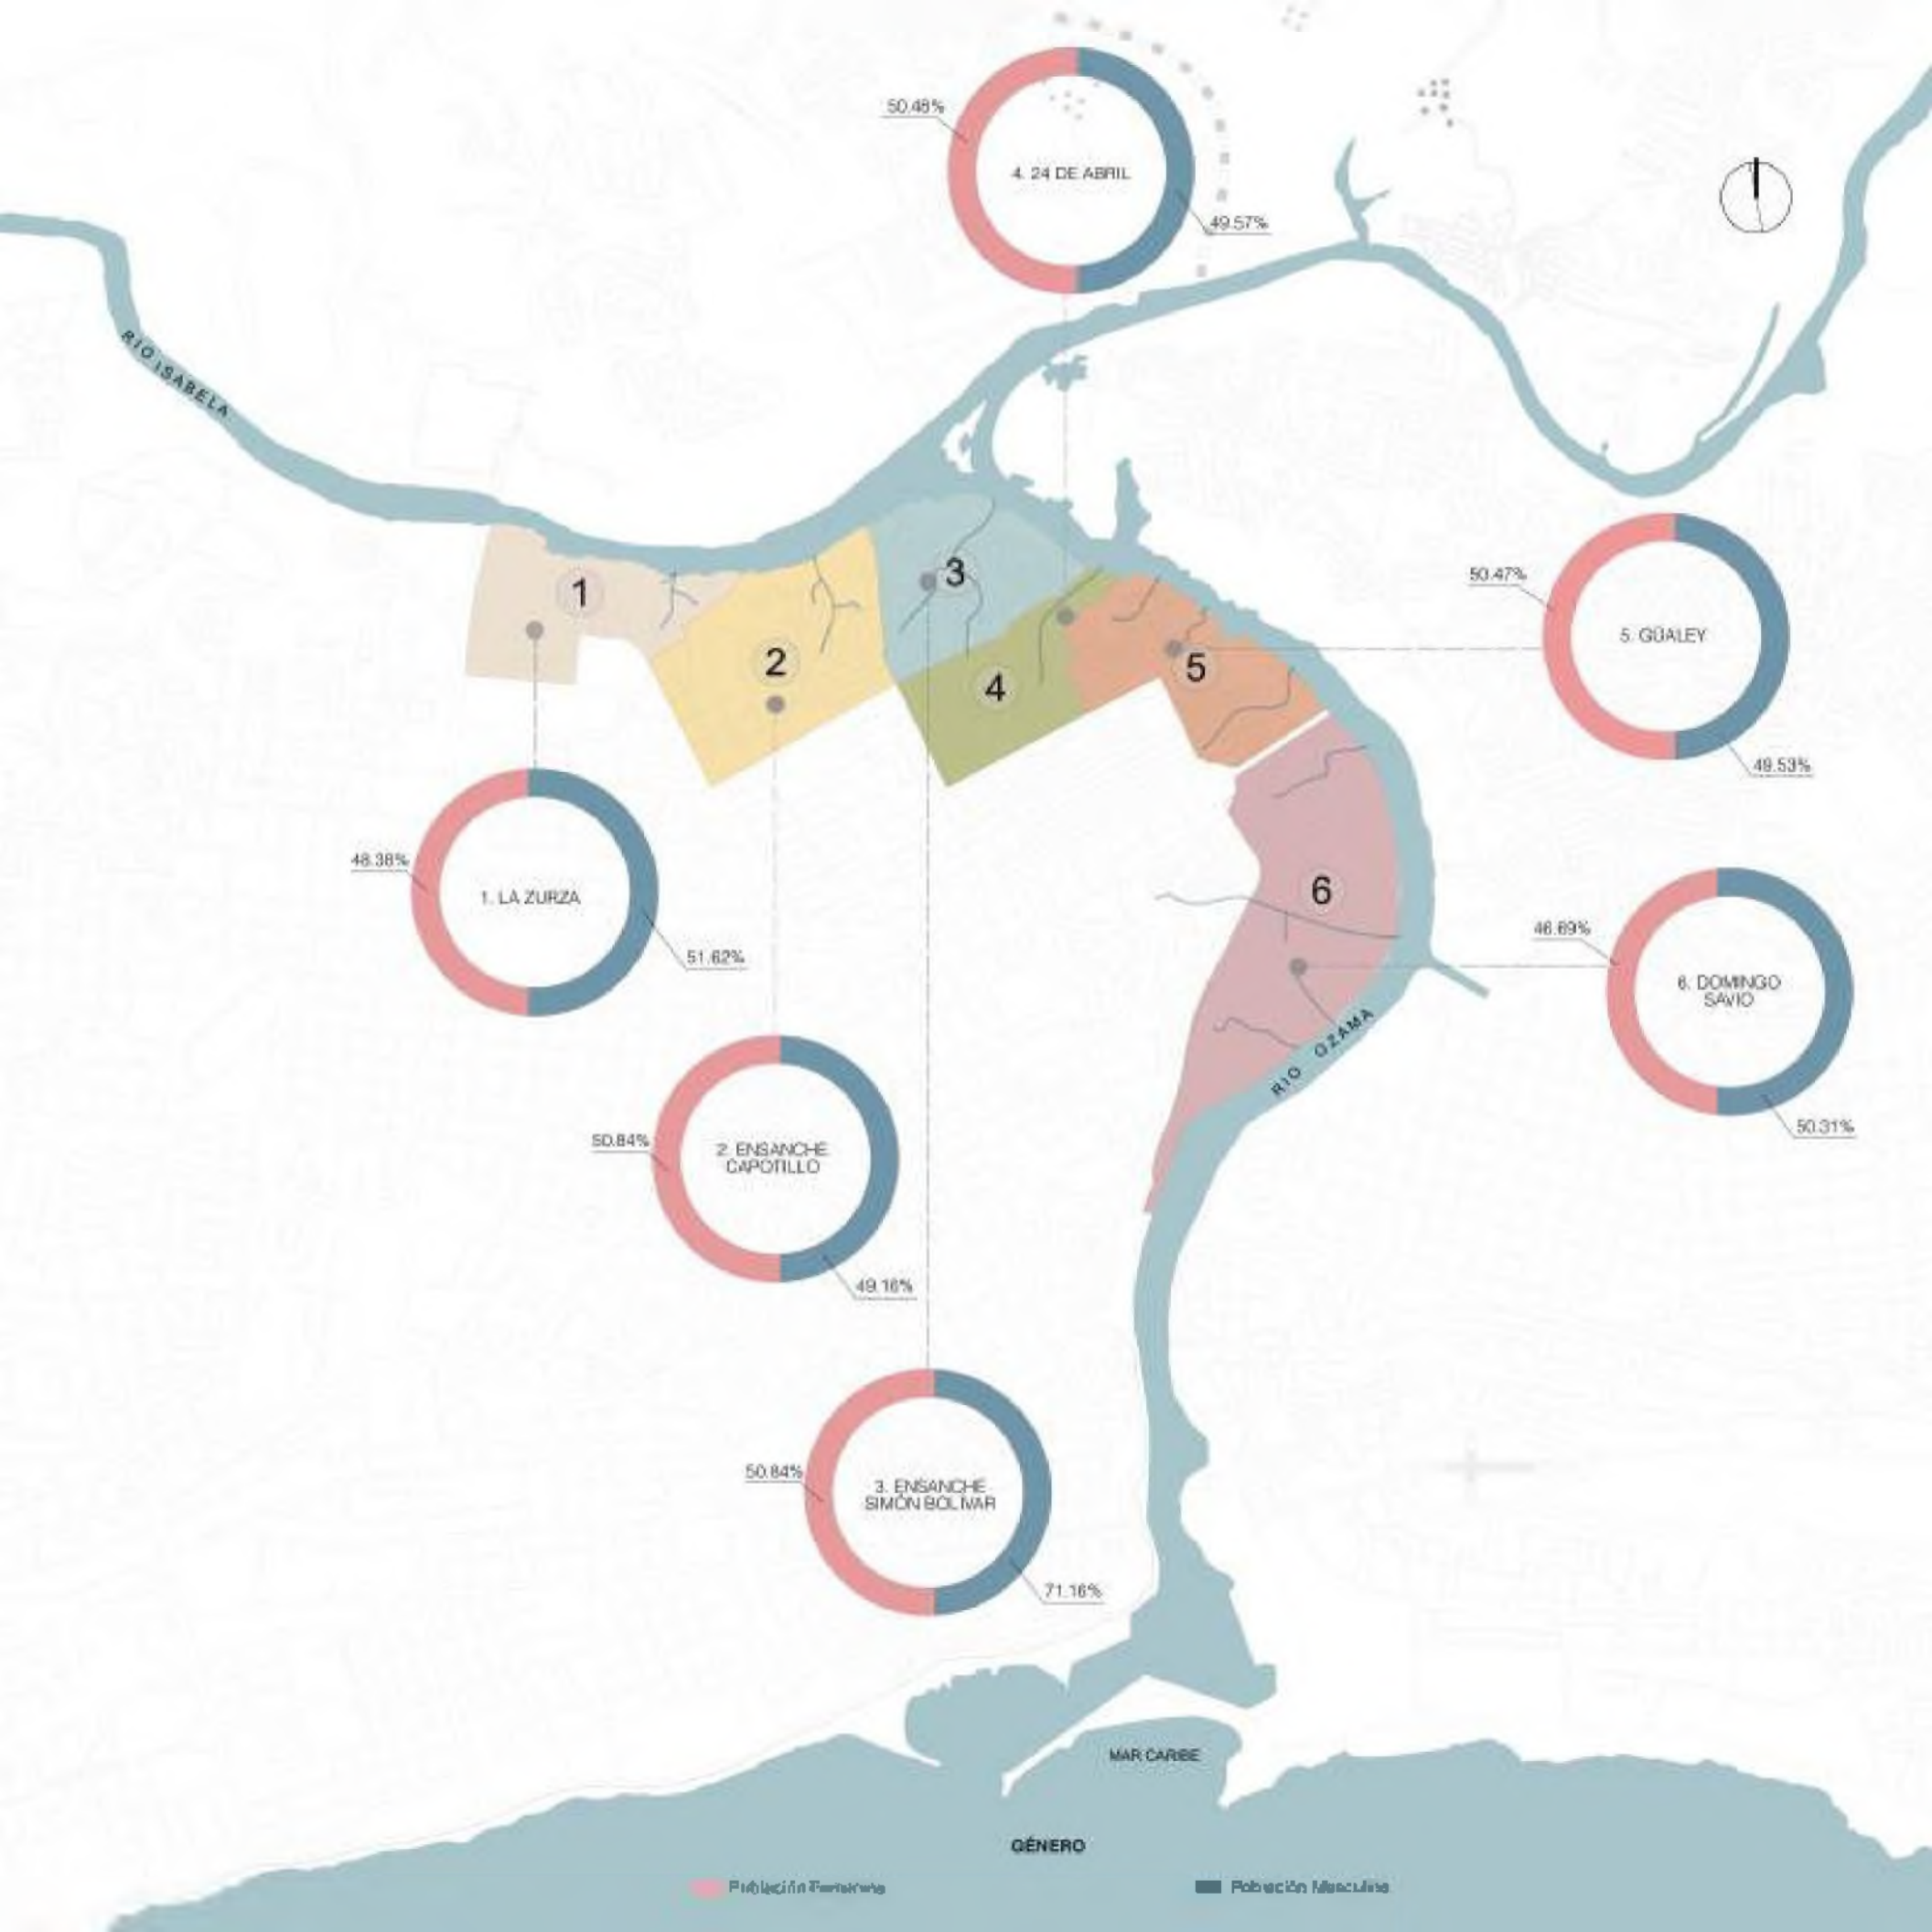 50.48%
4. 24 DE ABRIL
49.57%
RIO ISABELA
50.47%
5. GÜALEY
49.53%
1
2
3
4
5
6
48.38%
1. LA ZURZA
51.62%
46.69%
6. DOMINGO
SAVIO
50.31%
RIO OZAMA
50.84%
2. ENSANCHE
CAPOTILLO
49.16%
50.84%
3. ENSANCHE
SIMÓN BOLÍVAR
71.16%
MAR CARIBE
GÉNERO
Población Femenina
Población Masculina